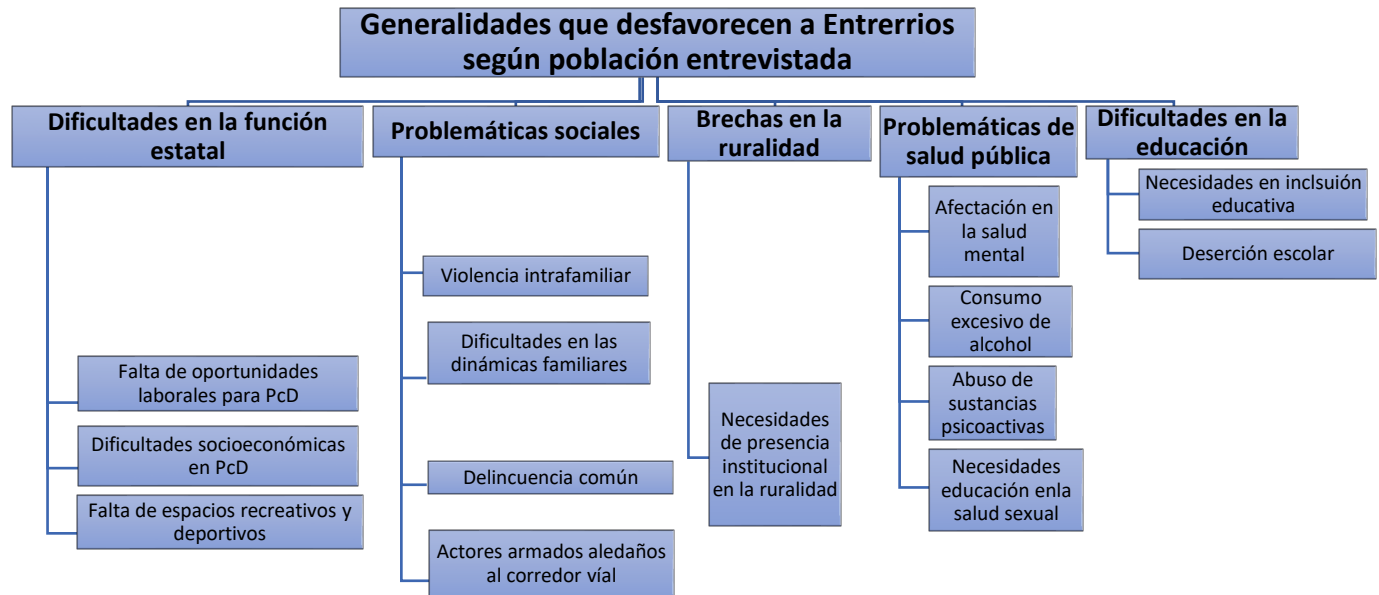 Generalidades que desfavorecen a Entrerrios
según población entrevistada
Dificultades en la función
estatal
Falta de oportunidades
laborales para PcD
Dificultades socioeconómicas
en PcD
Falta de espacios recreativos y
deportivos
Problemáticas sociales
Violencia intrafamiliar
Dificultades en las
dinámicas familiares
Delincuencia común
Actores armados aledaños
al corredor víal
Brechas en la
ruralidad
Necesidades
de presencia
institucional
en la ruralidad
Problemáticas de
salud pública
Afectación en
la salud
mental
Consumo
excesivo de
alcohol
Abuso de
sustancias
psicoactivas
Necesidades
educación enla
salud sexual
Dificultades en la
educación
Necesidades en inclsuión
educativa
Deserción escolar